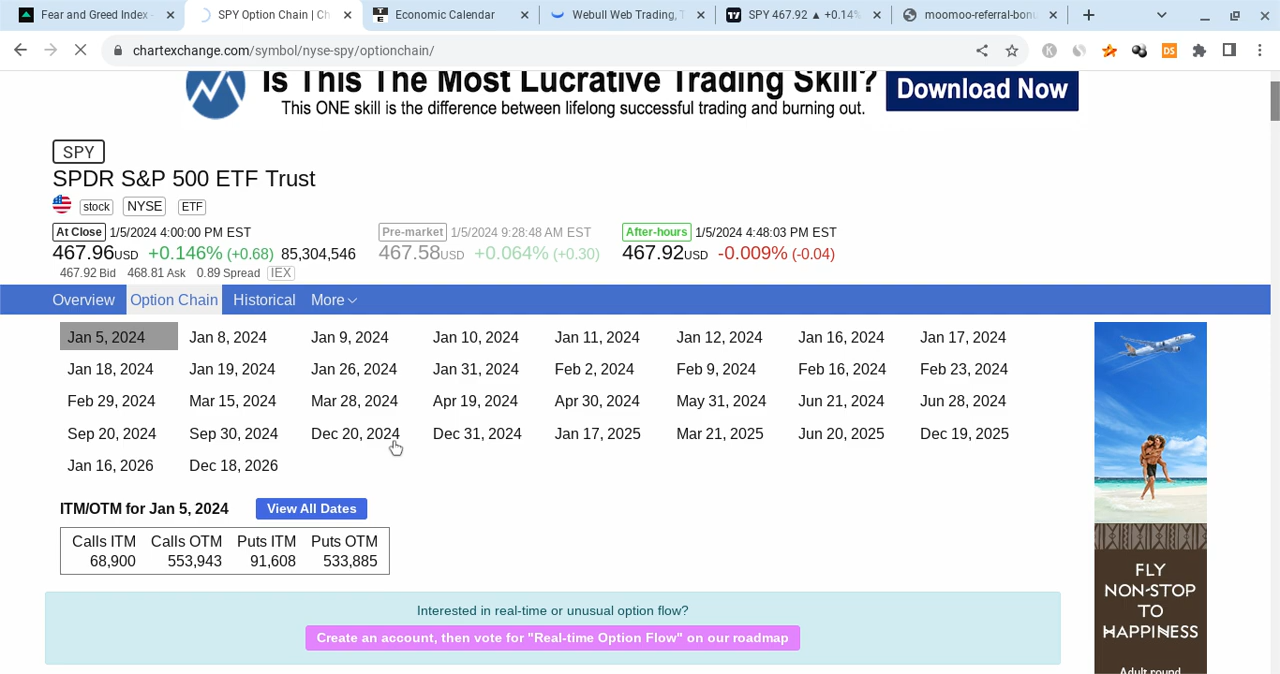 Fear and Greed Index -
SPY Option Chain | Ch
Economic Calendar
Webull Web Trading, T
SPY 467.92 ▲ +0.14%
moomoo-referral-bonu
chartexchange.com/symbol/nyse-spy/optionchain/
Is This The Most Lucrative Trading Skill?
This ONE skill is the difference between lifelong successful trading and burning out.
Download Now
SPY
SPDR S&P 500 ETF Trust
stock NYSE ETF
At Close 1/5/2024 4:00:00 PM EST
467.96USD +0.146% (+0.68) 85,304,546
467.92 Bid 468.81 Ask 0.89 Spread IEX
Pre-market 1/5/2024 9:28:48 AM EST
467.58USD +0.064% (+0.30)
After-hours 1/5/2024 4:48:03 PM EST
467.92USD -0.009% (-0.04)
Overview Option Chain Historical More
Jan 5, 2024 Jan 8, 2024 Jan 9, 2024 Jan 10, 2024 Jan 11, 2024 Jan 12, 2024 Jan 16, 2024 Jan 17, 2024
Jan 18, 2024 Jan 19, 2024 Jan 26, 2024 Jan 31, 2024 Feb 2, 2024 Feb 9, 2024 Feb 16, 2024 Feb 23, 2024
Feb 29, 2024 Mar 15, 2024 Mar 28, 2024 Apr 19, 2024 Apr 30, 2024 May 31, 2024 Jun 21, 2024 Jun 28, 2024
Sep 20, 2024 Sep 30, 2024 Dec 20, 2024 Dec 31, 2024 Jan 17, 2025 Mar 21, 2025 Jun 20, 2025 Dec 19, 2025
Jan 16, 2026 Dec 18, 2026
ITM/OTM for Jan 5, 2024 View All Dates
Calls ITM Calls OTM Puts ITM Puts OTM
68,900 553,943 91,608 533,885
Interested in real-time or unusual option flow?
Create an account, then vote for "Real-time Option Flow" on our roadmap
FLY
NON-STOP
TO
HAPPINESS
Adult round